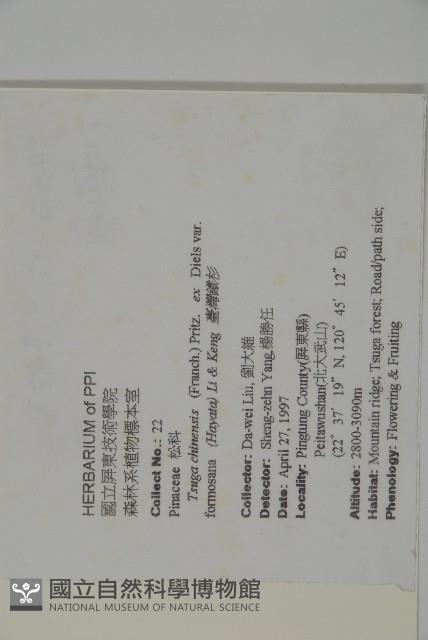 HERBARIUM of PPI
國立屏東技術學院
森林系植物標本室
Collect No.: 22
Pinaceae 松科
Tsuga chinensis (Franch.) Pritz. ex Diels var.
formosana (Hayata) Li & Keng 臺灣鐵杉
Collector: Da-wei Liu, 劉大維
Detector: Sheng-zehn Yang, 楊勝任
Date: April 27, 1997
Locality: Pingtung County(屏東縣)
Peitawushan(北大武山)
(22° 37' 19" N, 120° 45' 12" E)
Altitude: 2800-3090m
Habitat: Mountain ridge; Tsuga forest; Road/path side;
Phenology: Flowering & Fruiting
國立自然科學博物館
NATIONAL MUSEUM OF NATURAL SCIENCE